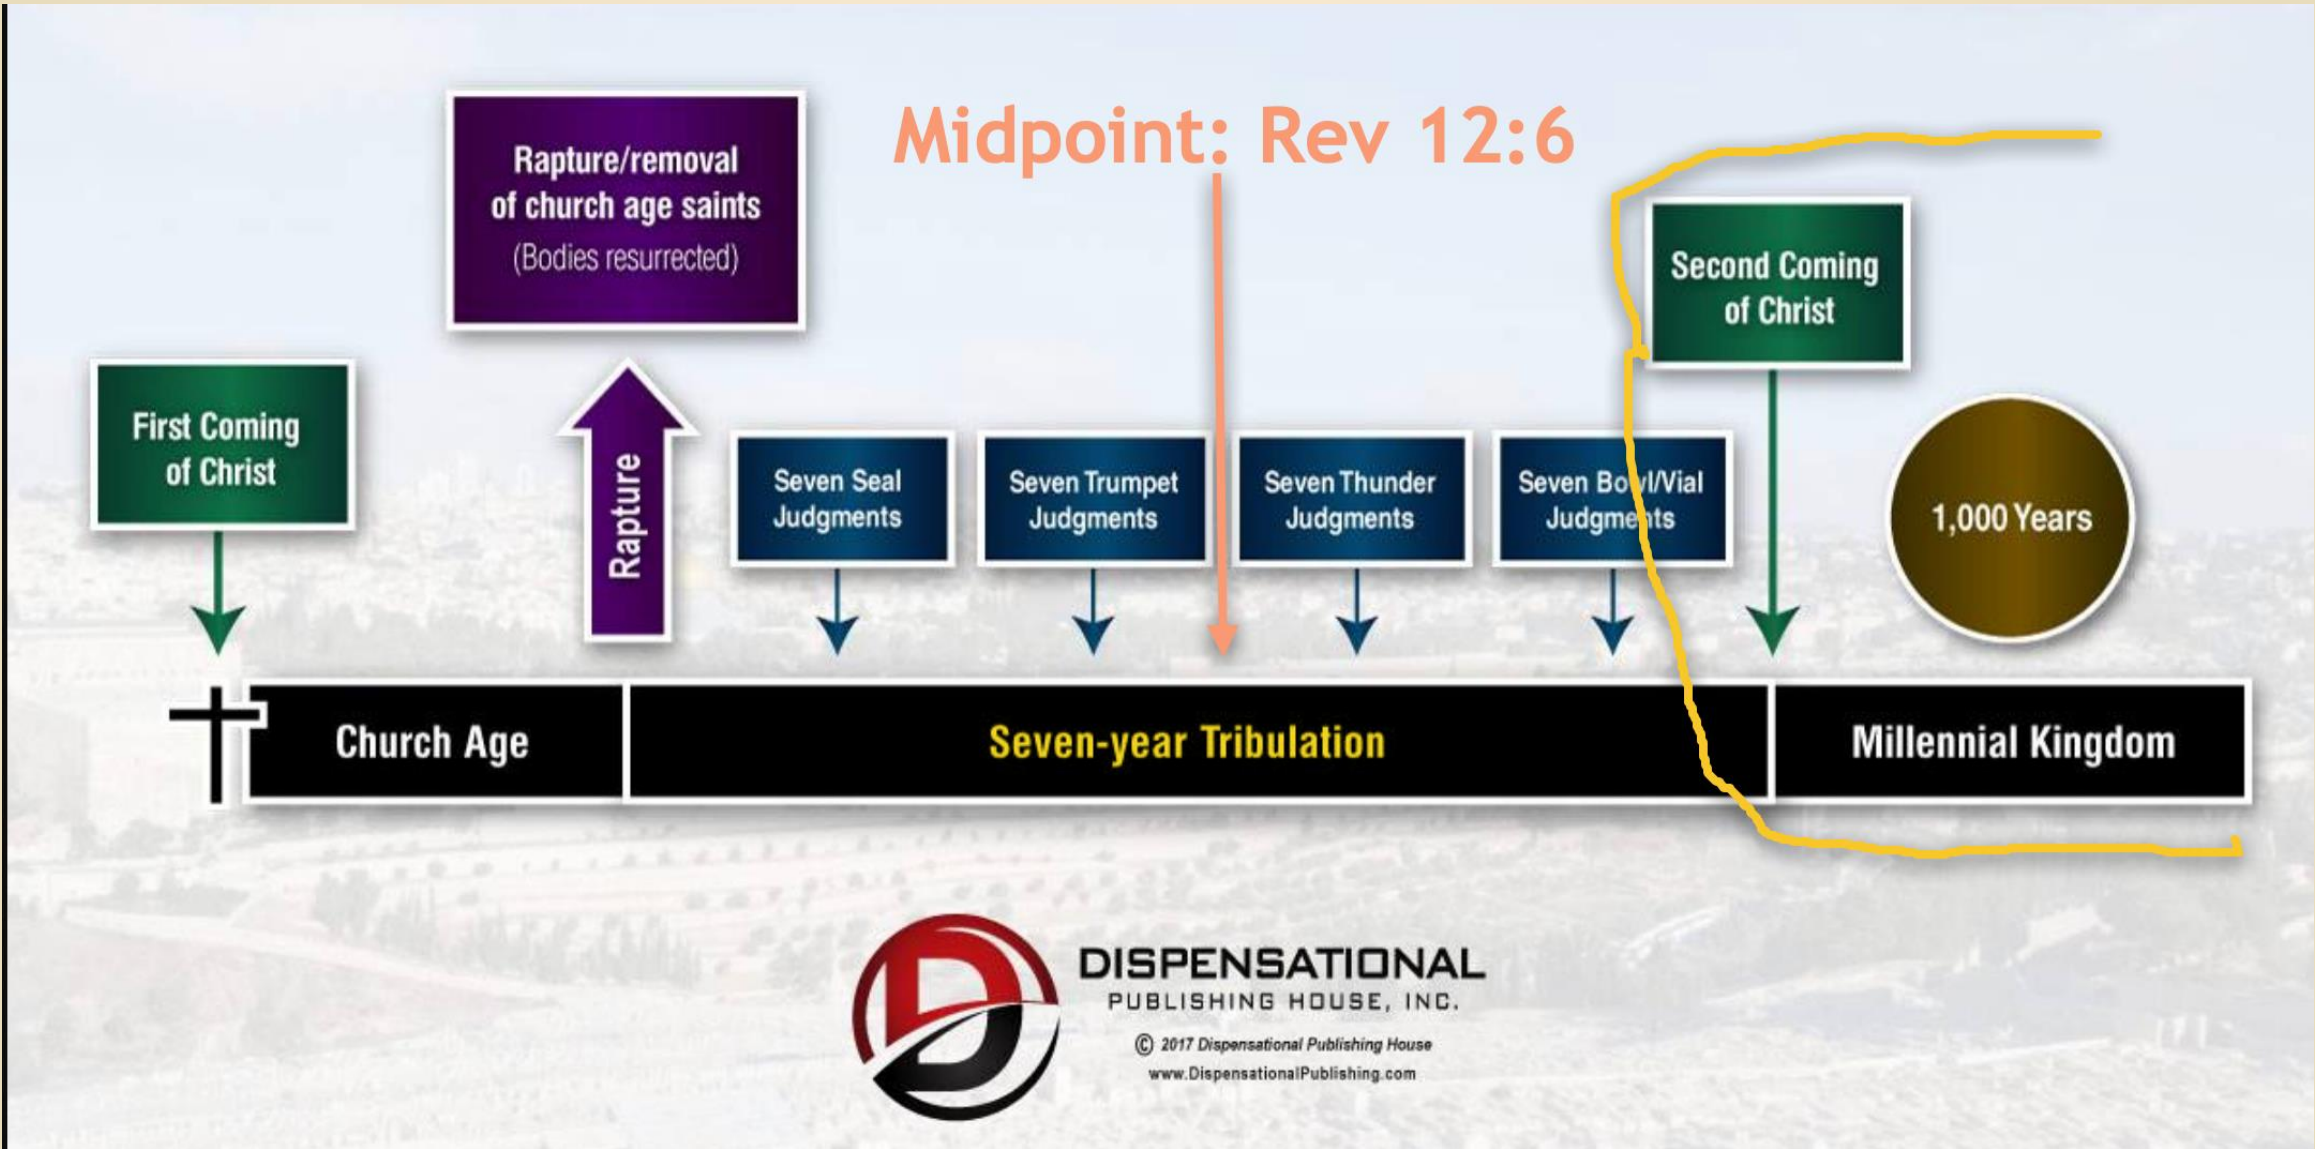 Midpoint: Rev 12:6
Rapture/removal
of church age saints
(Bodies resurrected)
Second Coming
of Christ
First Coming
of Christ
Rapture
Seven Seal
Judgments
Seven Trumpet
Judgments
Seven Thunder
Judgments
Seven Bowl/Vial
Judgments
1,000 Years
Church Age
Seven-year Tribulation
Millennial Kingdom
DISPENSATIONAL
PUBLISHING HOUSE, INC.
© 2017 Dispensational Publishing House
www.DispensationalPublishing.com